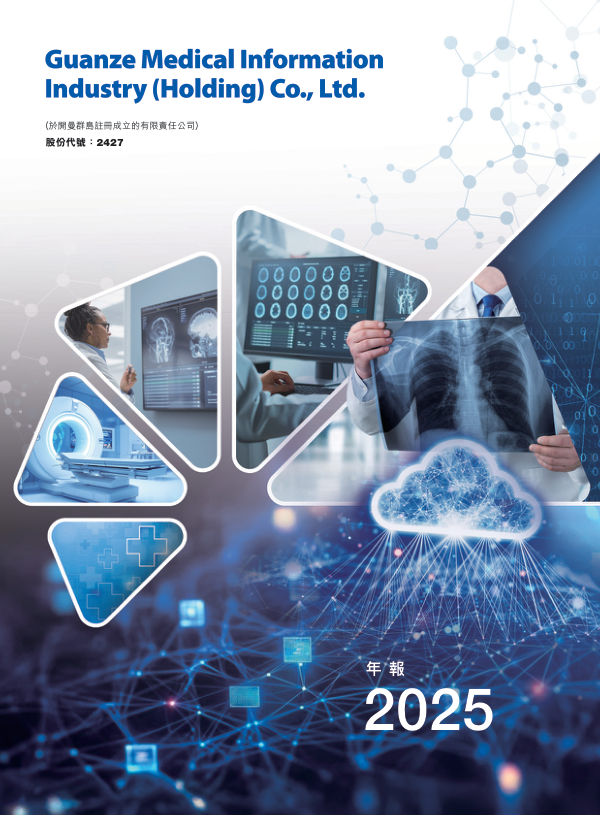 Guanze Medical Information
Industry (Holding) Co., Ltd.
(於開曼群島註冊成立的有限責任公司)
股份代號：2427
年報
2025